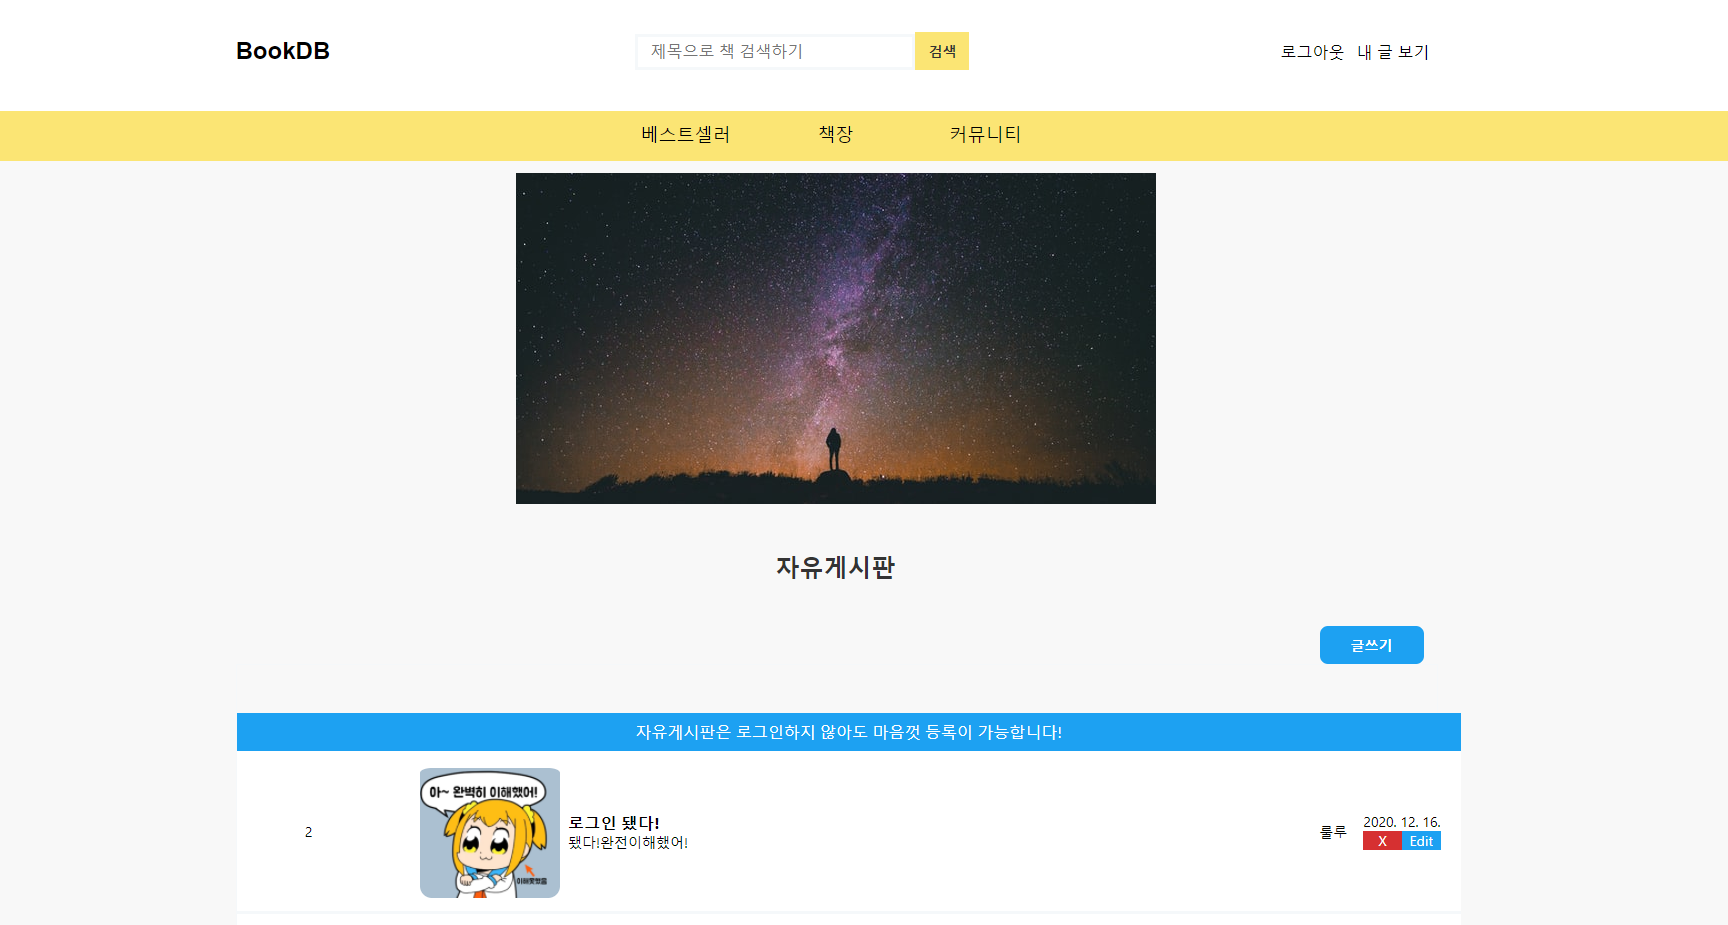 BookDB
제목으로 책 검색하기
검색
로그아웃 내 글 보기
베스트셀러 책장 커뮤니티
자유게시판
글쓰기
자유게시판은 로그인하지 않아도 마음껏 등록이 가능합니다!
2
아~ 완벽히 이해했어!
이해못했음
로그인 됐다!
됐다!완전이해했어!
룰루
2020. 12. 16.
X Edit